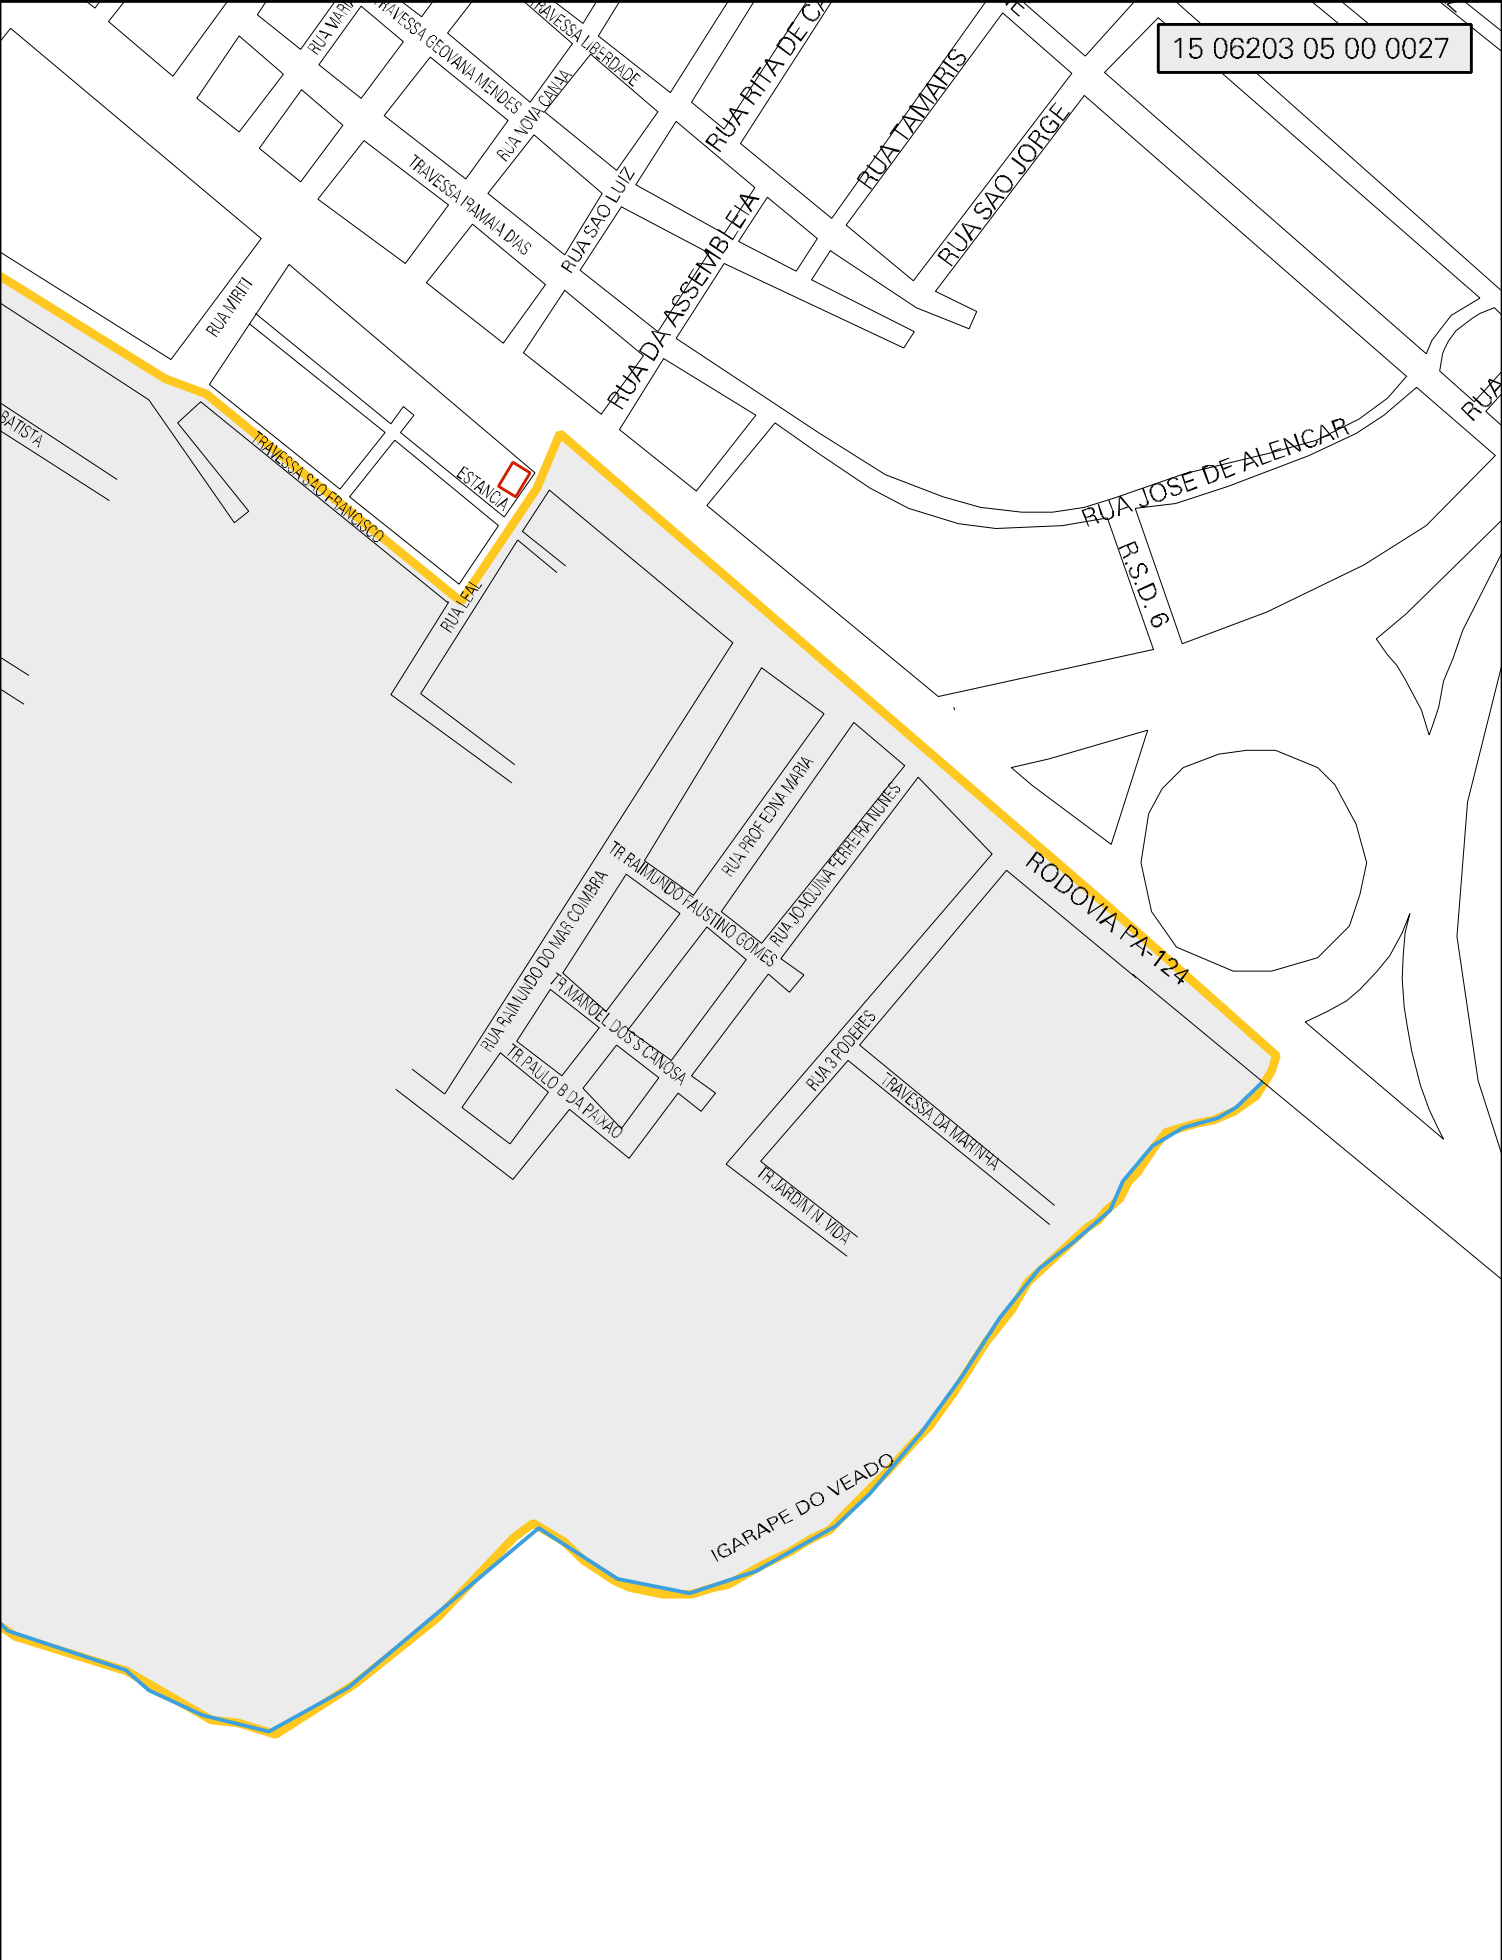 15 06203 05 00 0027
TRAVESSA GEOVANA MENDES
TRAVESSA LIBERDADE
RUA MARIA
RUA NOVA CANAA
RUA RITA DE CA
RUA TAMARIS
RUA SAO JORGE
TRAVESSA IRAMAIA DIAS
RUA SAO LUIZ
RUA DA ASSEMBLEIA
RUA MIRITI
RUA
BATISTA
TRAVESSA SAO FRANCISCO
ESTANCIA
RUA JOSE DE ALENCAR
R.S.D. 6
RUA LEAL
RUA PROF EDNA MARIA
RUA JOAQUINA FERREIRA NUNES
TR RAIMUNDO FAUSTINO GOMES
RODOVIA PA-124
RUA RAIMUNDO DO MAR COIMBRA
TR MANOEL DOS S CANOSA
TR PAULO B DA PAIXAO
RUA 3 PODERES
TRAVESSA DA MARINHA
TR JARDIM N. VIDA
IGARAPE DO VEADO